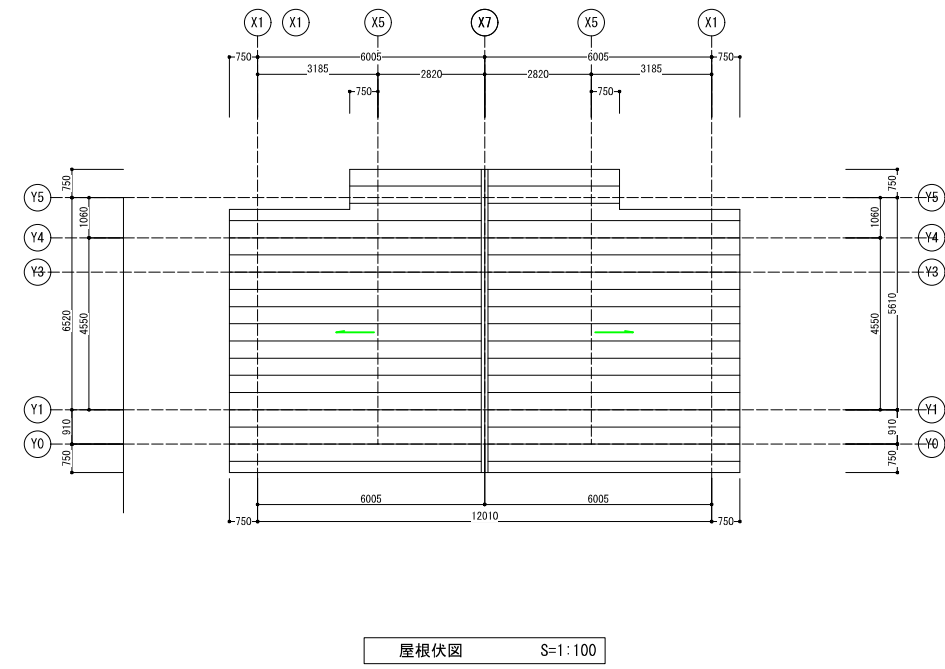 X1 X1 X5 X7 X5 X1
750 6005 6005 750
3185 2820 2820 3185
750 750
750 750
Y5 Y5
1060 1060
Y4 Y4
Y3 Y3
6520 4550 4550 5610
Y1 Y1
910 910
Y0 Y0
750 750
6005 6005
750 12010 750
屋根伏図 S=1:100